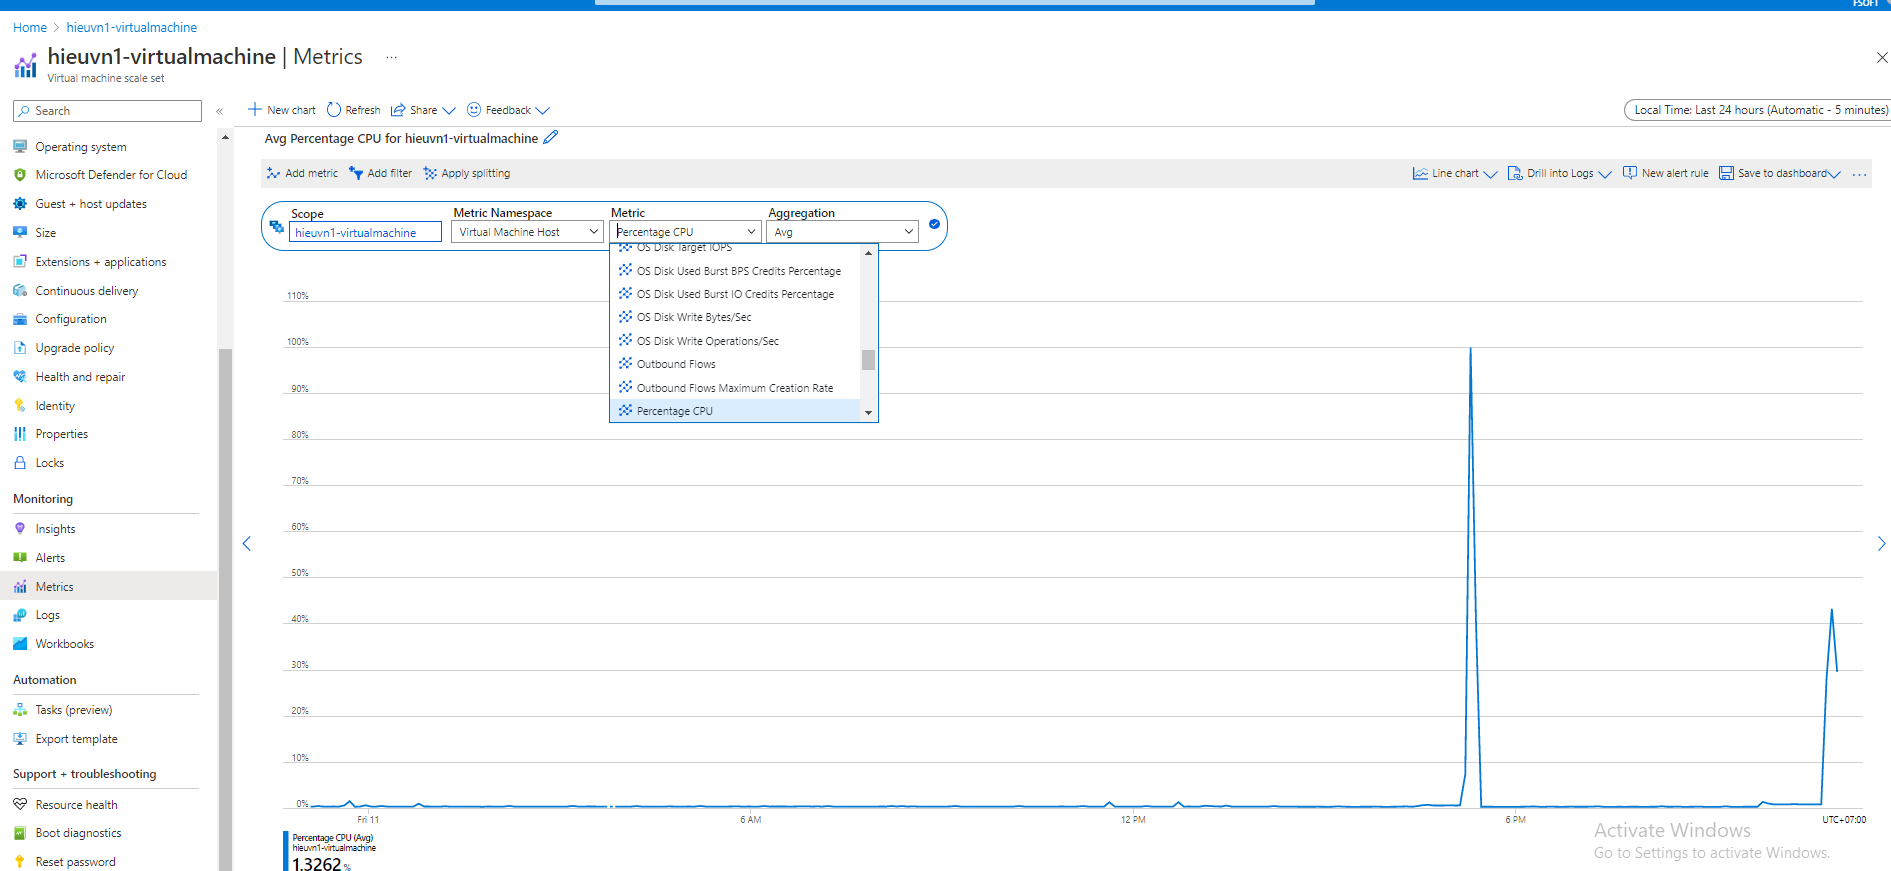 FSOFT
Home > hieuvn1-virtualmachine
hieuvn1-virtualmachine | Metrics ...
Virtual machine scale set
Search
«
New chart
Refresh
Share
Feedback
Local Time: Last 24 hours (Automatic - 5 minutes)
Operating system
Microsoft Defender for Cloud
Guest + host updates
Size
Extensions + applications
Continuous delivery
Configuration
Upgrade policy
Health and repair
Identity
Properties
Locks
Monitoring
Insights
Alerts
Metrics
Logs
Workbooks
Automation
Tasks (preview)
Export template
Support + troubleshooting
Resource health
Boot diagnostics
Reset password
Avg Percentage CPU for hieuvn1-virtualmachine
Add metric
Add filter
Apply splitting
Line chart
Drill into Logs
New alert rule
Save to dashboard
...
Scope
hieuvn1-virtualmachine
Metric Namespace
Virtual Machine Host
Metric
Percentage CPU
Aggregation
Avg
OS Disk Target IOPS
OS Disk Used Burst BPS Credits Percentage
OS Disk Used Burst IO Credits Percentage
OS Disk Write Bytes/Sec
OS Disk Write Operations/Sec
Outbound Flows
Outbound Flows Maximum Creation Rate
Percentage CPU
110%
100%
90%
80%
70%
60%
50%
40%
30%
20%
10%
0%
Fri 11
6 AM
12 PM
6 PM
UTC+07:00
Percentage CPU (Avg)
hieuvn1-virtualmachine
1.3262 %
Activate Windows
Go to Settings to activate Windows.